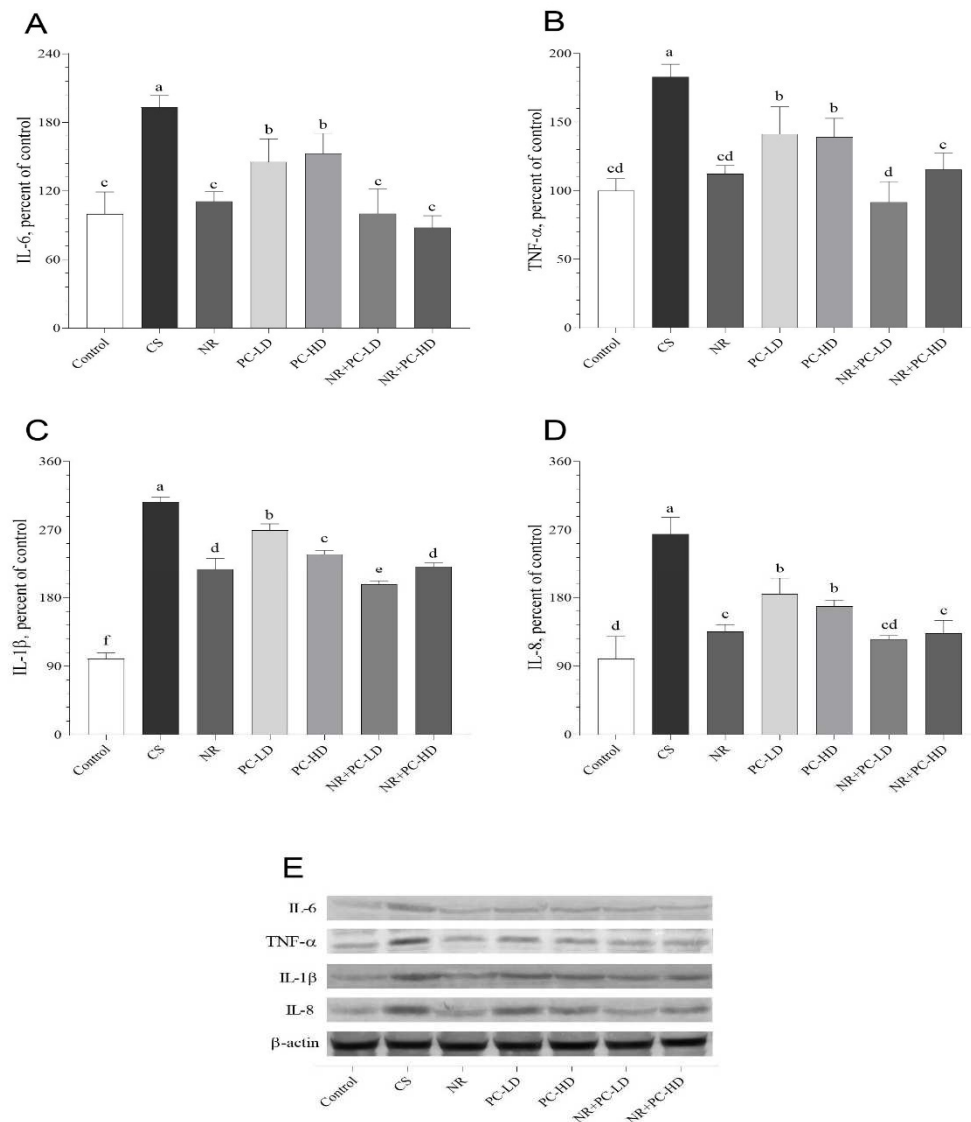 A
IL-6, percent of control
240
180
120
60
0
c
a
c
b
b
c
c
Control
CS
NR
PC-LD
PC-HD
NR+PC-LD
NR+PC-HD
B
TNF-α, percent of control
200
150
100
50
0
cd
a
cd
b
b
d
c
Control
CS
NR
PC-LD
PC-HD
NR+PC-LD
NR+PC-HD
C
IL-1β, percent of control
360
270
180
90
0
f
a
d
b
c
e
d
Control
CS
NR
PC-LD
PC-HD
NR+PC-LD
NR+PC-HD
D
IL-8, percent of control
360
270
180
90
0
d
a
c
b
b
cd
c
Control
CS
NR
PC-LD
PC-HD
NR+PC-LD
NR+PC-HD
E
IL-6
TNF-α
IL-1β
IL-8
β-actin
Control
CS
NR
PC-LD
PC-HD
NR+PC-LD
NR+PC-HD